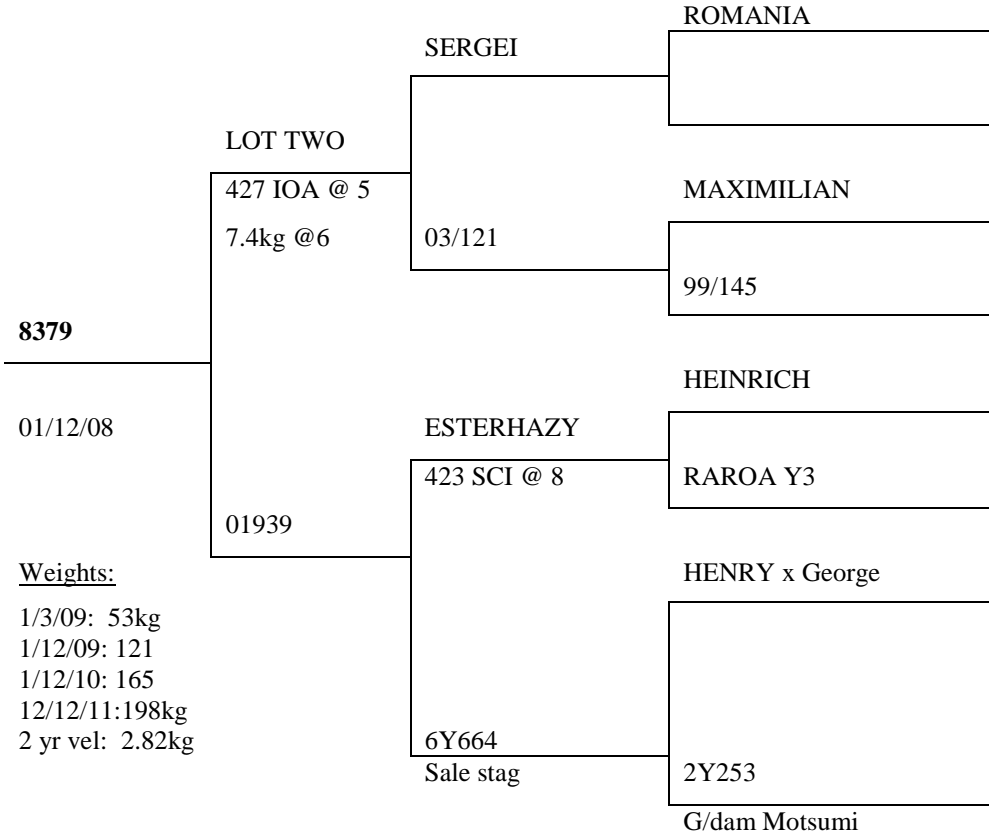 ROMANIA
SERGEI
LOT TWO
427 IOA @ 5
7.4kg @6
MAXIMILIAN
03/121
99/145
8379
01/12/08
HEINRICH
ESTERHAZY
423 SCI @ 8
RAROA Y3
01939
HENRY x George
Weights:
1/3/09:  53kg
1/12/09: 121
1/12/10: 165
12/12/11:198kg
2 yr vel:  2.82kg
6Y664
Sale stag
2Y253
G/dam Motsumi